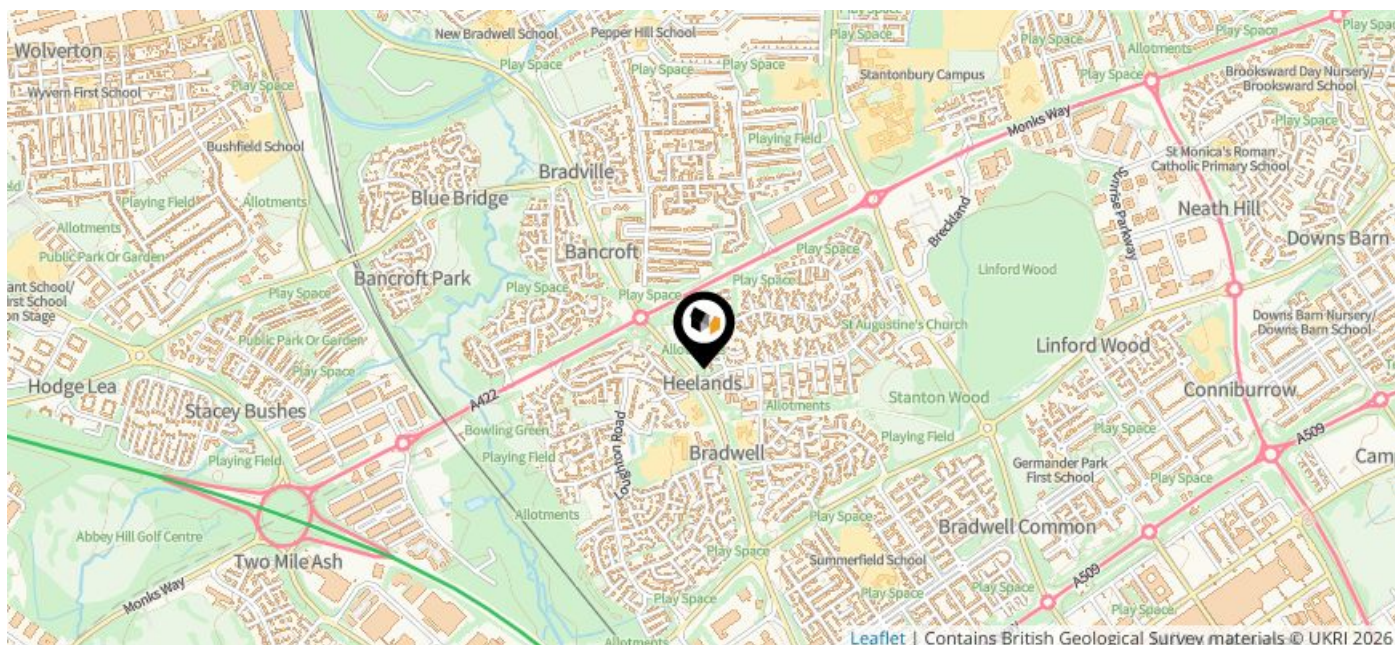 New Bradwell School
Pepper Hill School
Play Space
Play Space
Allotments
Wolverton
Play Space
Play Space
Play Space
Play Space
Stantonbury Campus
Brooksward Day Nursery/
Brooksward School
Wyvern First School
Play Space
Monks Way
Play Space
Bushfield School
Playing Field
St Monica's Roman
Catholic Primary School
Bradville
Sunrise Parkway
Blue Bridge
Playing Field
Allotments
Breckland
Neath Hill
Allotments
Downs Barn
Public Park Or Garden
Bancroft
Play Space
Bancroft Park
Play Space
Linford Wood
ant School/
irst School
on Stage
Play Space
Play Space
Play Space
St Augustine's Church
Downs Barn Nursery/
Downs Barn School
Public Park Or Garden
Linford Wood
Play Space
Hodge Lea
Heelands
Conniburrow
Stacey Bushes
A422
Stanton Wood
Allotments
Bowling Green
Loughton Road
Play Space
Playing Field
A509
Playing Field
Playing Field
Bradwell
Cam
Germander Park
First School
Play Space
Allotments
Play Space
Bradwell Common
Abbey Hill Golf Centre
Two Mile Ash
Play Space
Summerfield School
Monks Way
A509
Play Space
Play Space
Play Space
Play Space
Allotments
Leaflet | Contains British Geological Survey materials © UKRI 2026